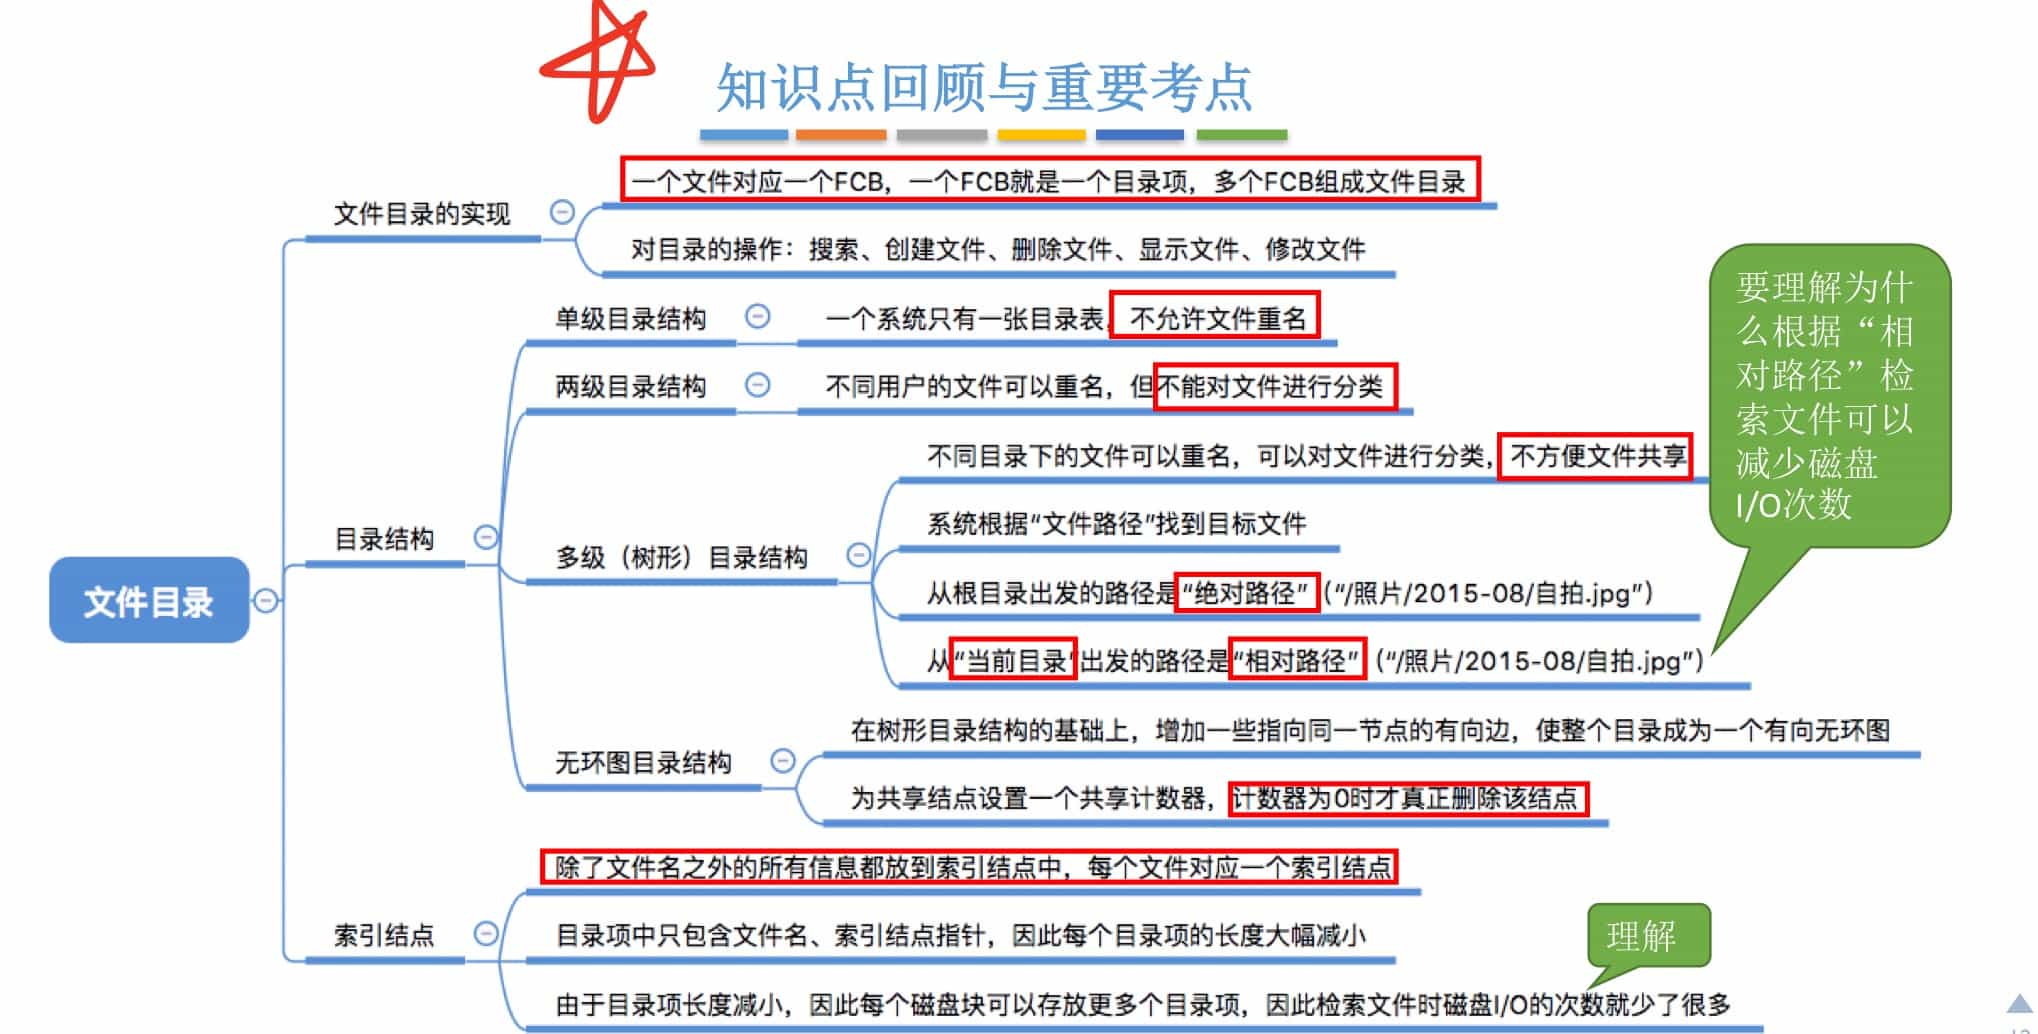 知识点回顾与重要考点
一个文件对应一个FCB，一个FCB就是一个目录项，多个FCB组成文件目录
文件目录的实现
对目录的操作：搜索、创建文件、删除文件、显示文件、修改文件
单级目录结构
一个系统只有一张目录表，不允许文件重名
两级目录结构
不同用户的文件可以重名，但不能对文件进行分类
不同目录下的文件可以重名，可以对文件进行分类，不方便文件共享
系统根据“文件路径”找到目标文件
目录结构
多级（树形）目录结构
从根目录出发的路径是“绝对路径”（“/照片/2015-08/自拍.jpg”）
从“当前目录”出发的路径是“相对路径”（“/照片/2015-08/自拍.jpg”）
要理解为什
么根据“相
对路径”检
索文件可以
减少磁盘
I/O次数
文件目录
在树形目录结构的基础上，增加一些指向同一节点的有向边，使整个目录成为一个有向无环图
无环图目录结构
为共享结点设置一个共享计数器，计数器为0时才真正删除该结点
除了文件名之外的所有信息都放到索引结点中，每个文件对应一个索引结点
索引结点
目录项中只包含文件名、索引结点指针，因此每个目录项的长度大幅减小
理解
由于目录项长度减小，因此每个磁盘块可以存放更多个目录项，因此检索文件时磁盘I/O的次数就少了很多